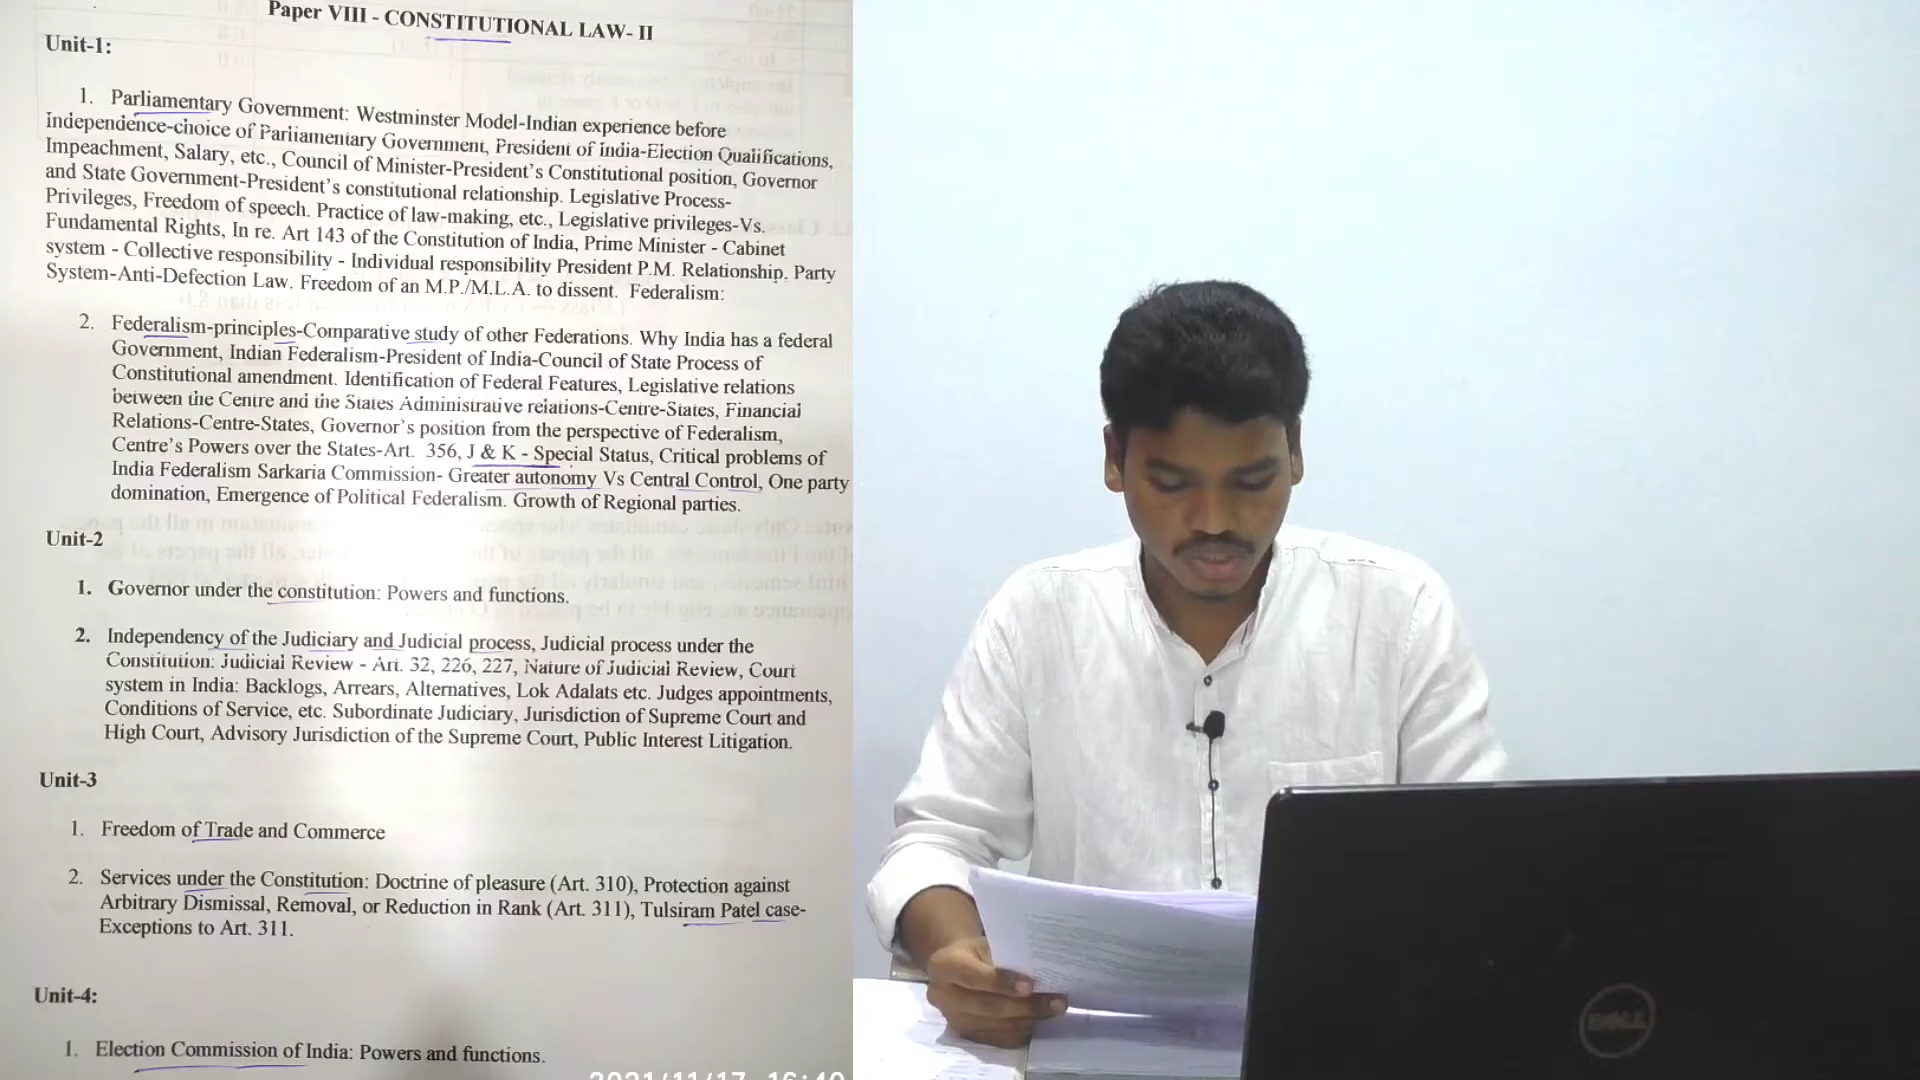 Paper VIII - CONSTITUTIONAL LAW- II
Unit-1:
1. Parliamentary Government: Westminster Model-Indian experience before
Independence-choice of Parliamentary Government, President of India-Election Qualifications,
Impeachment, Salary, etc., Council of Minister-President's Constitutional position, Governor
and State Government-President's constitutional relationship. Legislative Process-
Privileges, Freedom of speech. Practice of law-making, etc., Legislative privileges-Vs.
Fundamental Rights, In re. Art 143 of the Constitution of India, Prime Minister - Cabinet
system - Collective responsibility - Individual responsibility President P.M. Relationship, Party
System-Anti-Defection Law. Freedom of an M.P./M.L.A. to dissent. Federalism:
2. Federalism-principles-Comparative study of other Federations. Why India has a federal
Government, Indian Federalism-President of India-Council of State Process of
Constitutional amendment. Identification of Federal Features, Legislative relations
between the Centre and the States Administrative relations-Centre-States, Financial
Relations-Centre-States, Governor's position from the perspective of Federalism,
Centre's Powers over the States-Art. 356, J & K - Special Status, Critical problems of
India Federalism Sarkaria Commission- Greater autonomy Vs Central Control, One party
domination, Emergence of Political Federalism. Growth of Regional parties.
Unit-2
1. Governor under the constitution: Powers and functions.
2. Independency of the Judiciary and Judicial process, Judicial process under the
Constitution: Judicial Review - Art. 32, 226, 227, Nature of Judicial Review, Court
system in India: Backlogs, Arrears, Alternatives, Lok Adalats etc. Judges appointments,
Conditions of Service, etc. Subordinate Judiciary, Jurisdiction of Supreme Court and
High Court, Advisory Jurisdiction of the Supreme Court, Public Interest Litigation.
Unit-3
1. Freedom of Trade and Commerce
2. Services under the Constitution: Doctrine of pleasure (Art. 310), Protection against
Arbitrary Dismissal, Removal, or Reduction in Rank (Art. 311), Tulsiram Patel case-
Exceptions to Art. 311.
Unit-4:
1. Election Commission of India: Powers and functions.
2021/11/17 16:40
DELL